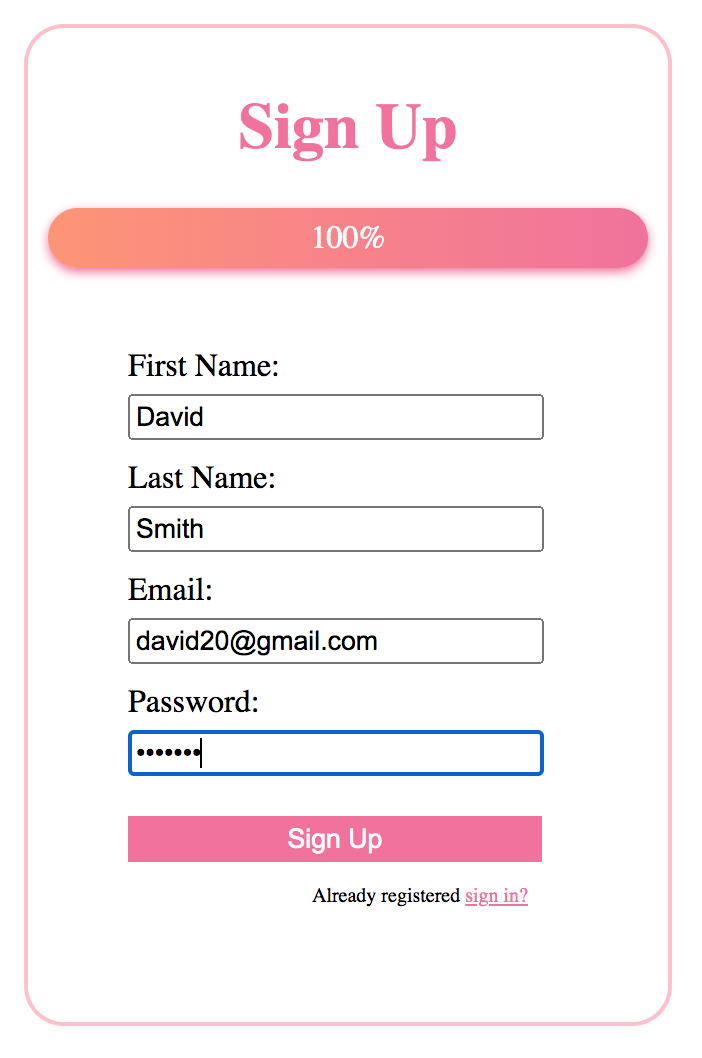 Sign Up
100%
First Name:
David
Last Name:
Smith
Email:
david20@gmail.com
Password:
•••••••
Sign Up
Already registered sign in?